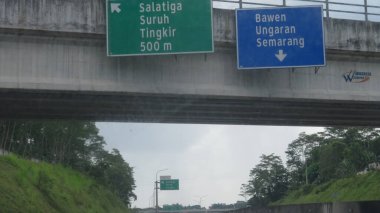 Salatiga
Suruh
Tingkir
500 m
Bawen
Ungaran
Semarang